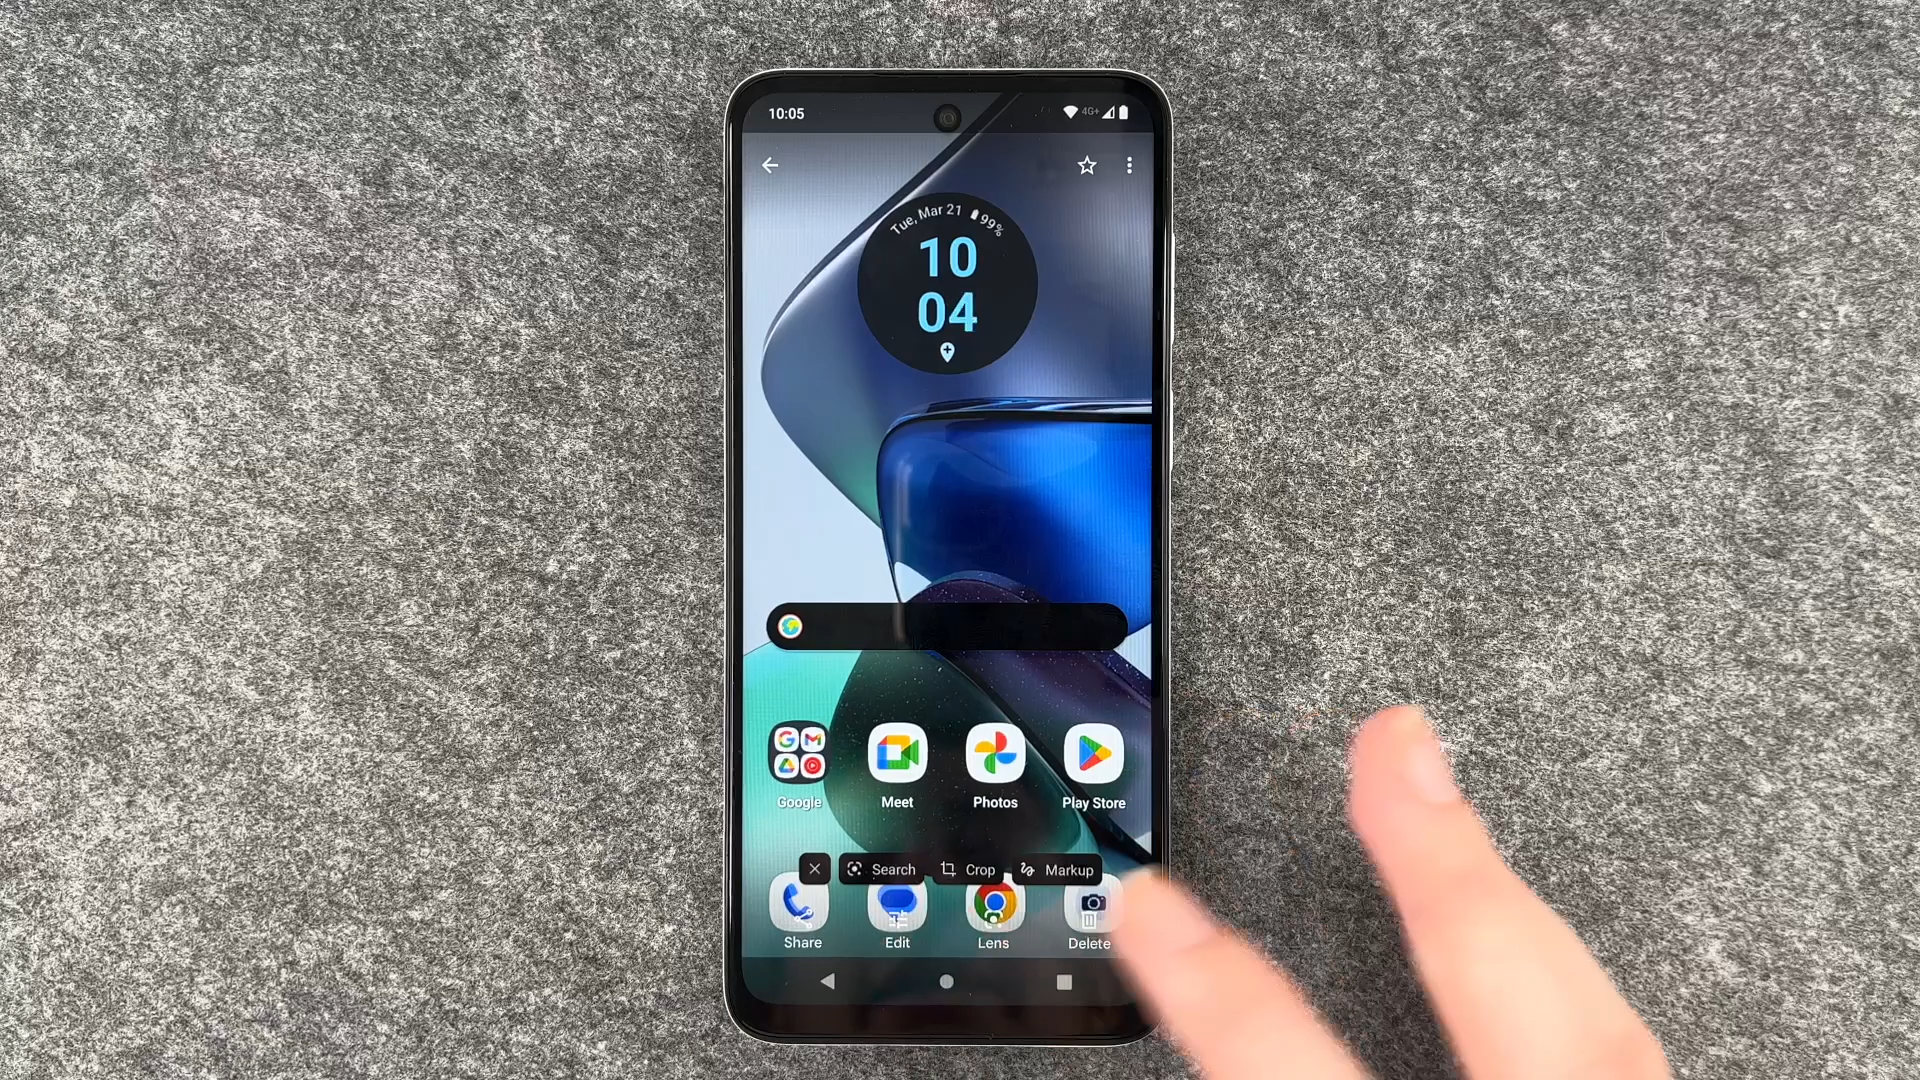 10:05
4G+
Tue, Mar 21 99%
10
04
Google
Meet
Photos
Play Store
Search
Crop
Markup
Share
Edit
Lens
Delete